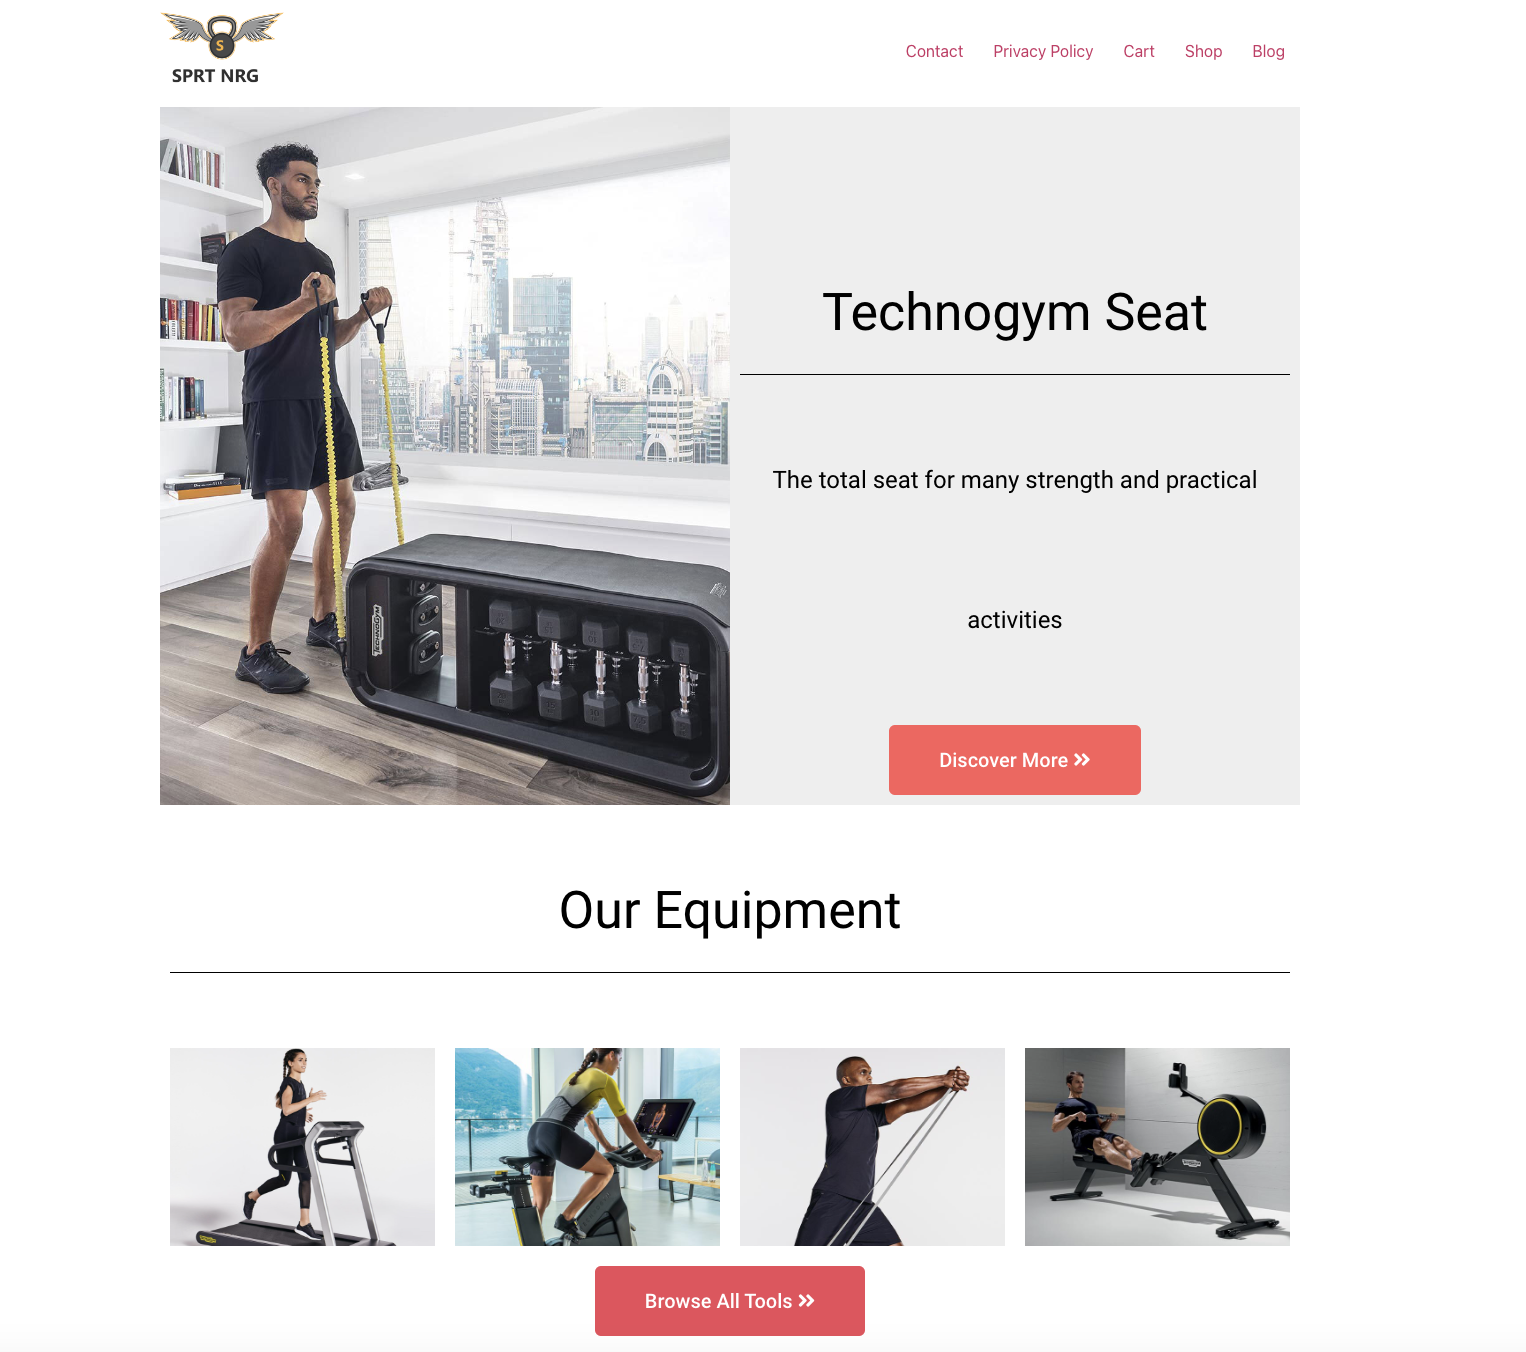 S
SPRT NRG
Contact Privacy Policy Cart Shop Blog
TECHNOGYM
Technogym Seat
The total seat for many strength and practical
activities
Discover More
Our Equipment
Browse All Tools